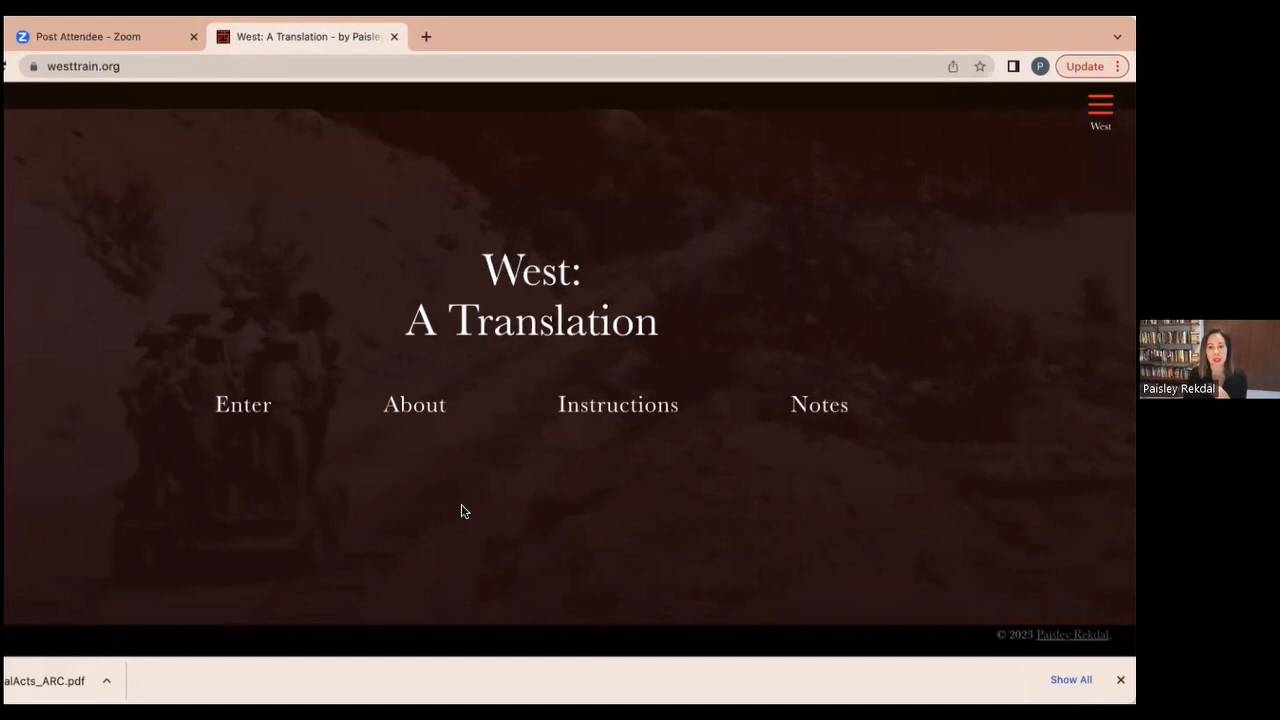 Post Attendee - Zoom
West: A Translation - by Paisle
westtrain.org
P
Update
West
West:
A Translation
Enter
About
Instructions
Notes
Paisley Rekdal
© 2023 Paisley Rekdal.
alActs_ARC.pdf
Show All